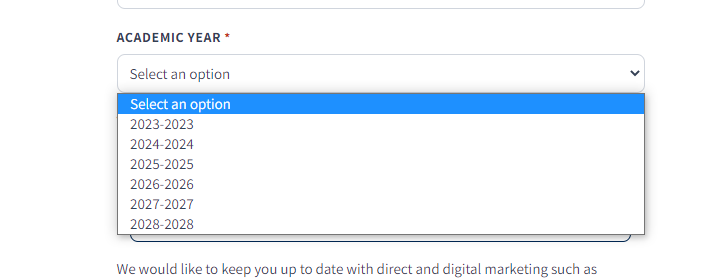 ACADEMIC YEAR *
Select an option
Select an option
2023-2023
2024-2024
2025-2025
2026-2026
2027-2027
2028-2028
We would like to keep you up to date with direct and digital marketing such as